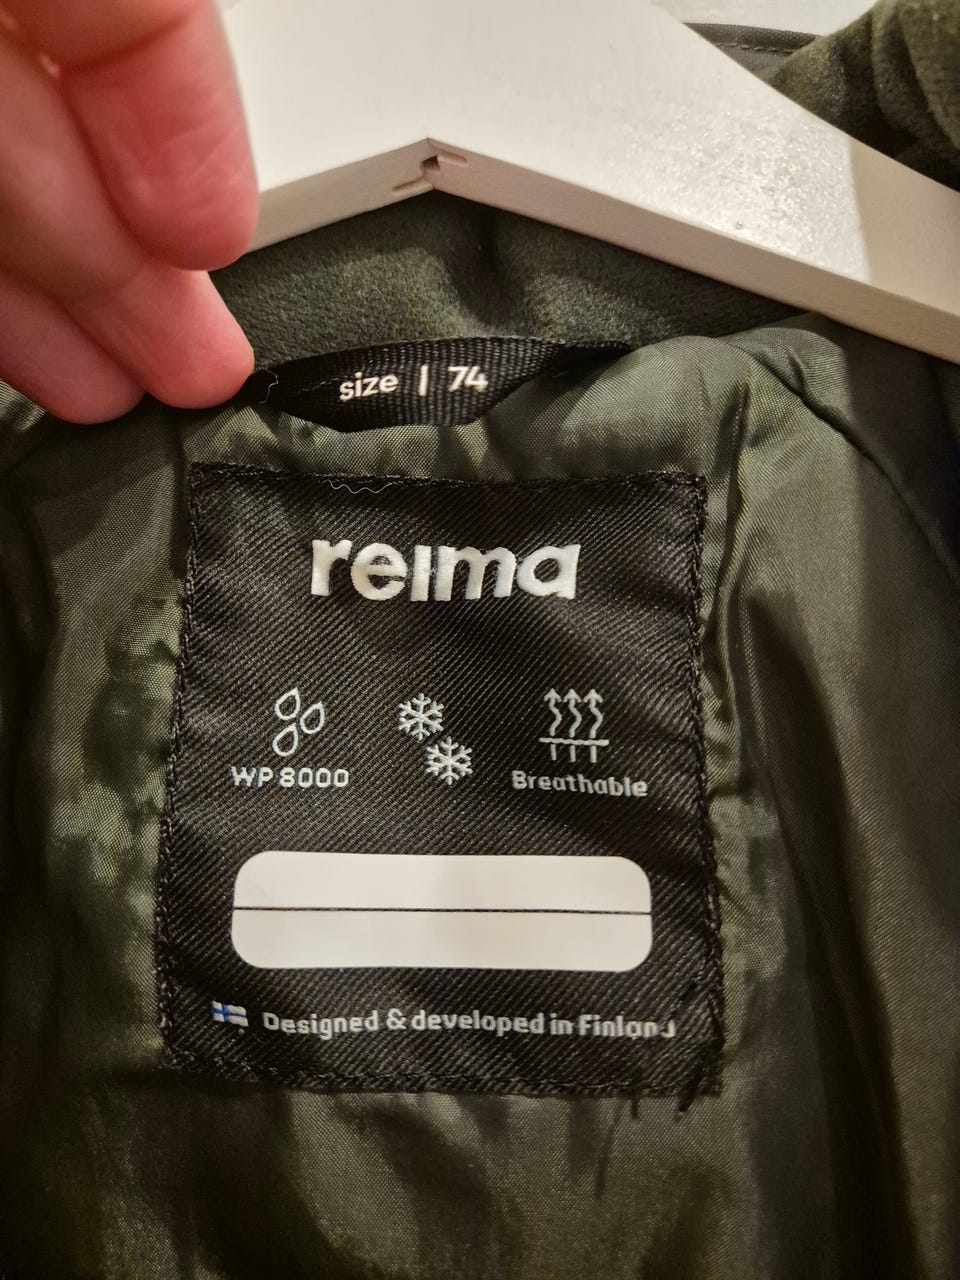 size | 74
reima
WP 8000
Breathable
Designed & developed in Finland